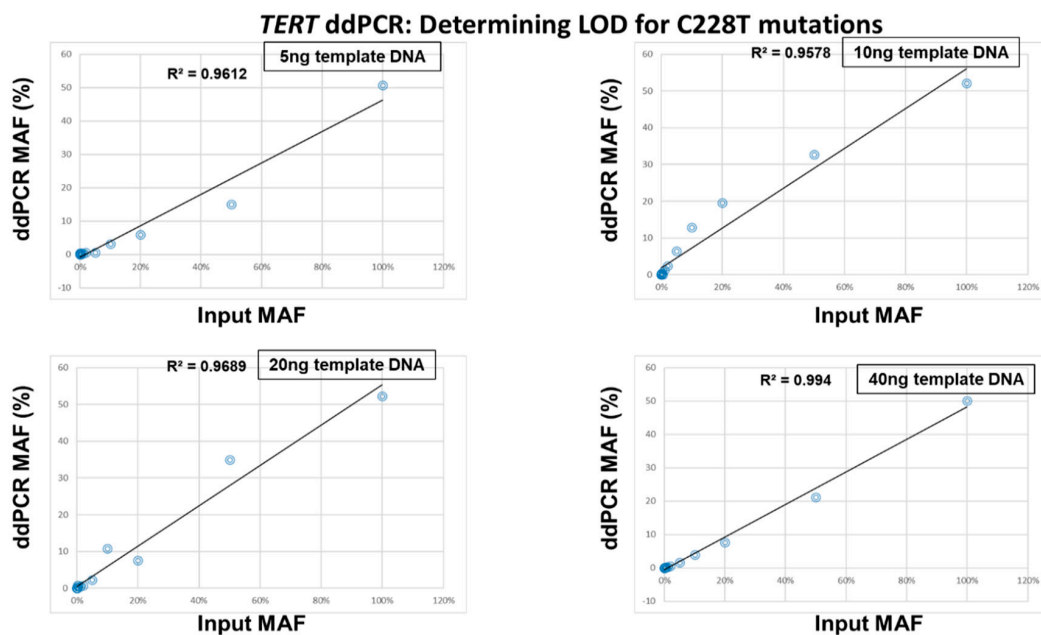 TERT ddPCR: Determining LOD for C228T mutations
5ng template DNA
R² = 0.9612
ddPCR MAF (%)
60
50
40
30
20
10
0
-10
0% 20% 40% 60% 80% 100% 120%
Input MAF
10ng template DNA
R² = 0.9578
ddPCR MAF (%)
60
50
40
30
20
10
0
0% 20% 40% 60% 80% 100% 120%
Input MAF
20ng template DNA
R² = 0.9689
ddPCR MAF (%)
60
50
40
30
20
10
0
0% 20% 40% 60% 80% 100% 120%
Input MAF
40ng template DNA
R² = 0.994
ddPCR MAF (%)
60
50
40
30
20
10
0
-10
0% 20% 40% 60% 80% 100% 120%
Input MAF